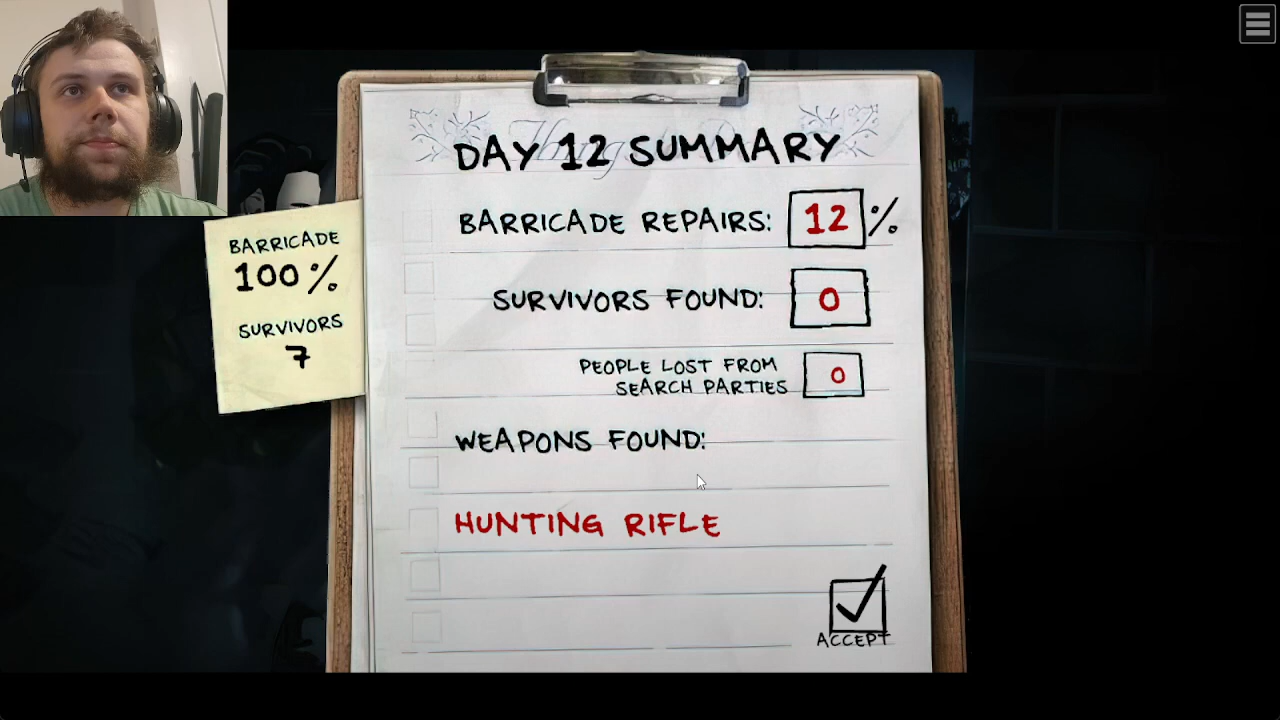 DAY 12 SUMMARY
BARRICADE REPAIRS: 12 %
SURVIVORS FOUND: 0
PEOPLE LOST FROM
SEARCH PARTIES 0
WEAPONS FOUND:
HUNTING RIFLE
ACCEPT
BARRICADE
100%
SURVIVORS
7